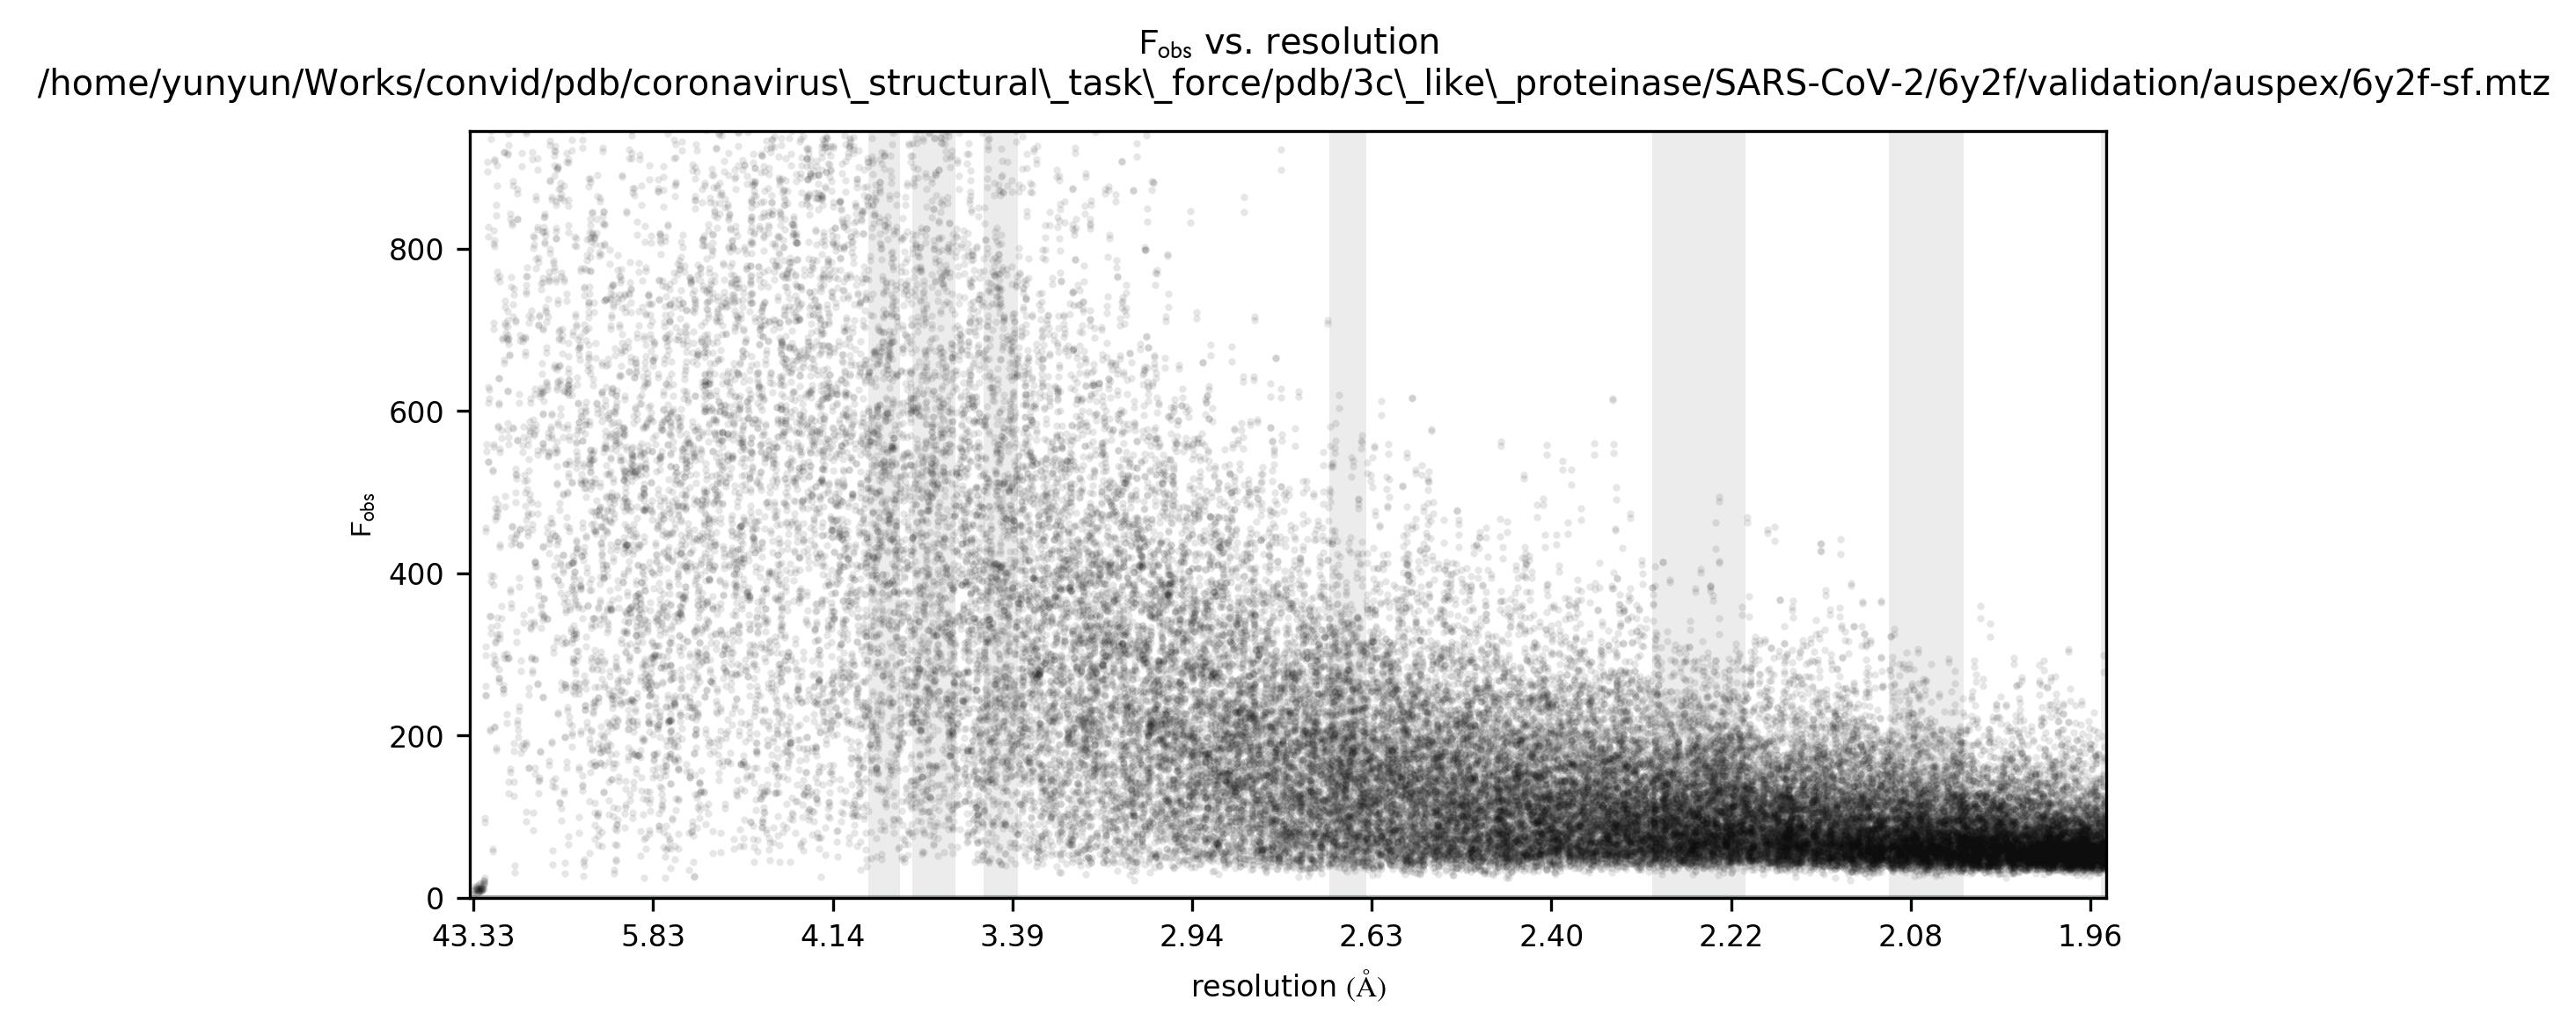 Fobs vs. resolution
/home/yunyun/Works/convid/pdb/coronavirus\_structural\_task\_force/pdb/3c\_like\_proteinase/SARS-CoV-2/6y2f/validation/auspex/6y2f-sf.mtz
Fobs
800
600
400
200
0
43.33 5.83 4.14 3.39 2.94 2.63 2.40 2.22 2.08 1.96
resolution (Å)